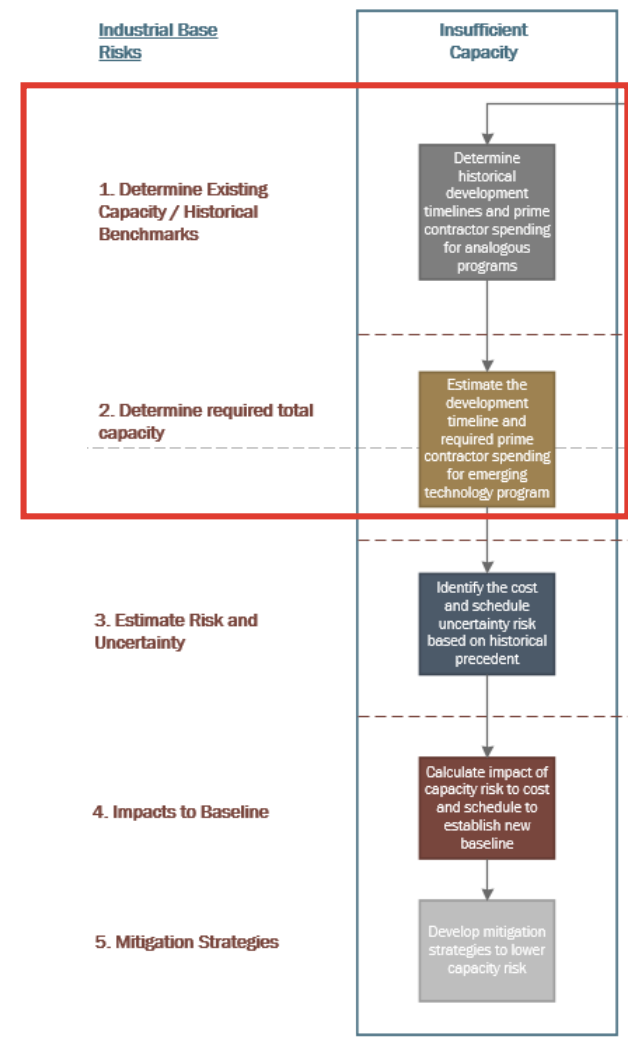 Industrial Base
Risks
Insufficient
Capacity
1. Determine Existing
Capacity / Historical
Benchmarks
Determine
historical
development
timelines and prime
contractor spending
for analogous
programs
2. Determine required total
capacity
Estimate the
development
timeline and
required prime
contractor spending
for emerging
technology program
3. Estimate Risk and
Uncertainty
Identify the cost
and schedule
uncertainty risk
based on historical
precedent
4. Impacts to Baseline
Calculate impact of
capacity risk to cost
and schedule to
establish new
baseline
5. Mitigation Strategies
Develop mitigation
strategies to lower
capacity risk